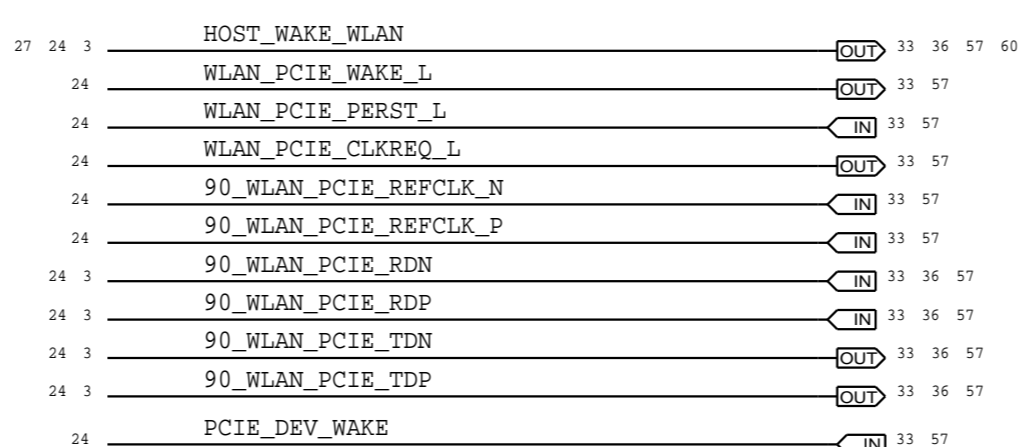 27 24 3 HOST_WAKE_WLAN OUT 33 36 57 60
24 WLAN_PCIE_WAKE_L OUT 33 57
24 WLAN_PCIE_PERST_L IN 33 57
24 WLAN_PCIE_CLKREQ_L OUT 33 57
24 90_WLAN_PCIE_REFCLK_N IN 33 57
24 90_WLAN_PCIE_REFCLK_P IN 33 57
24 3 90_WLAN_PCIE_RDN IN 33 36 57
24 3 90_WLAN_PCIE_RDP IN 33 36 57
24 3 90_WLAN_PCIE_TDN OUT 33 36 57
24 3 90_WLAN_PCIE_TDP OUT 33 36 57
24 PCIE_DEV_WAKE IN 33 57